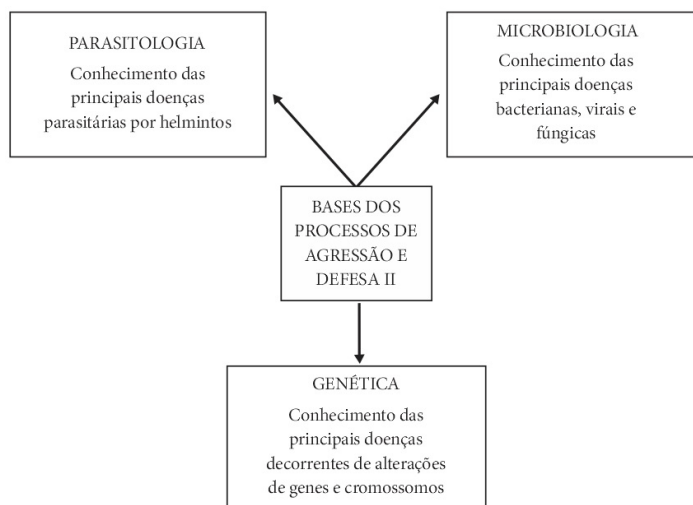 PARASITOLOGIA
Conhecimento das
principais doenças
parasitárias por helmintos
MICROBIOLOGIA
Conhecimento das
principais doenças
bacterianas, virais e
fúngicas
BASES DOS
PROCESSOS DE
AGRESSÃO E
DEFESA II
GENÉTICA
Conhecimento das
principais doenças
decorrentes de alterações
de genes e cromossomos